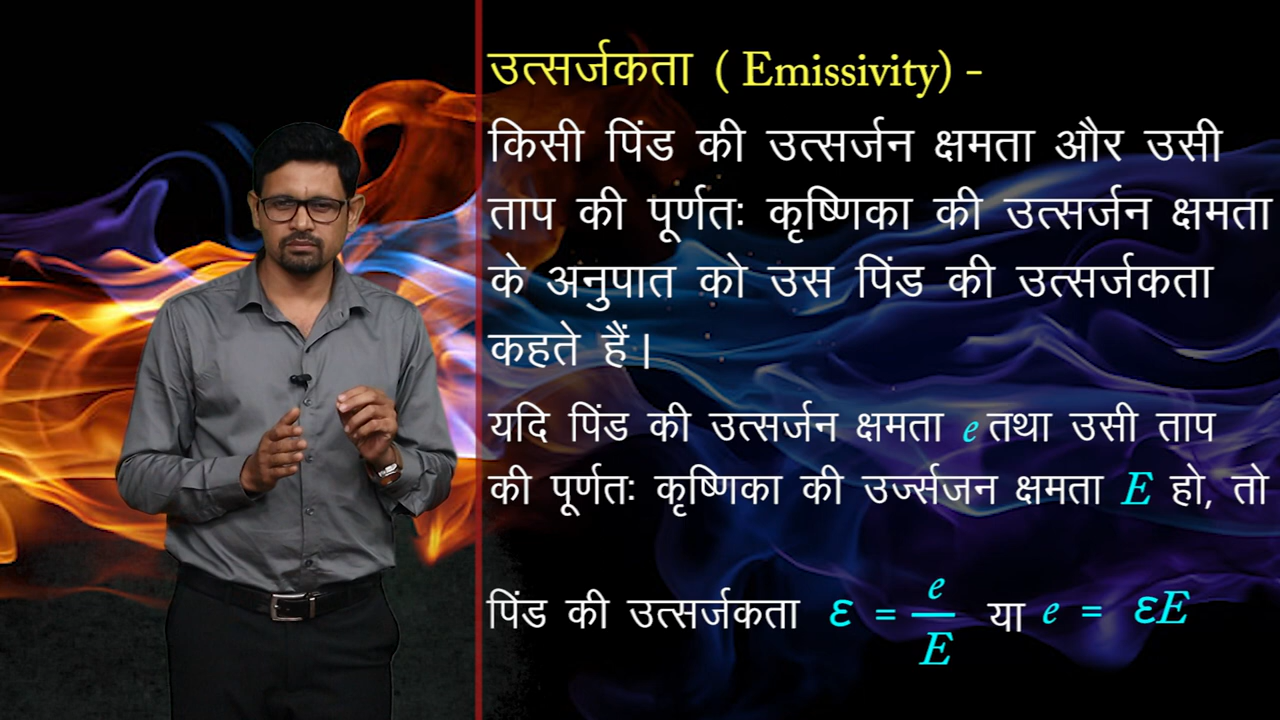 उत्सर्जकता ( Emissivity) -
किसी पिंड की उत्सर्जन क्षमता और उसी
ताप की पूर्णतः कृष्णिका की उत्सर्जन क्षमता
के अनुपात को उस पिंड की उत्सर्जकता
कहते हैं।
यदि पिंड की उत्सर्जन क्षमता e तथा उसी ताप
की पूर्णतः कृष्णिका की उर्ज्सजन क्षमता E हो, तो
पिंड की उत्सर्जकता ε = e/E या e = εE